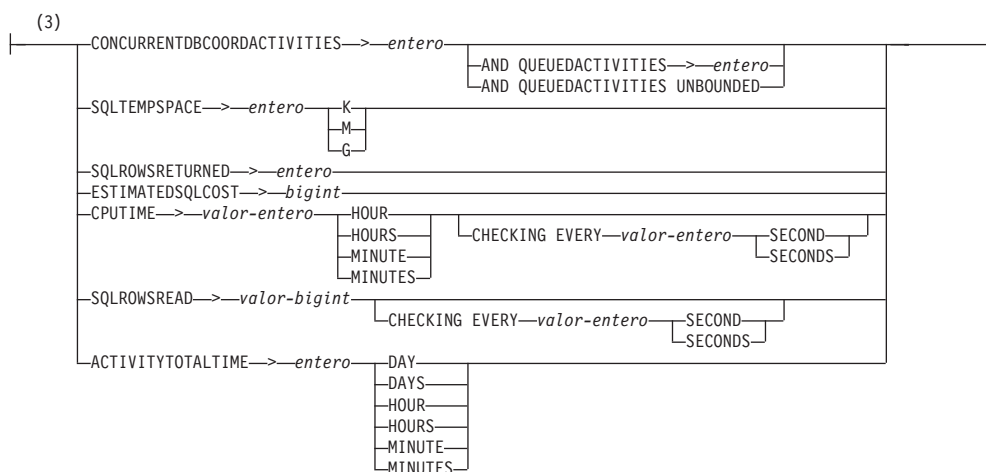 (3)
CONCURRENTDBCOORDACTIVITIES > entero
AND QUEUEDACTIVITIES > entero
AND QUEUEDACTIVITIES UNBOUNDED
SQLTEMPSPACE > entero K
M
G
SQLROWSRETURNED > entero
ESTIMATEDSQLCOST > bigint
CPUTIME > valor-entero HOUR
HOURS
MINUTE
MINUTES
CHECKING EVERY valor-entero SECOND
SECONDS
SQLROWSREAD > valor-bigint
CHECKING EVERY valor-entero SECOND
SECONDS
ACTIVITYTOTALTIME > entero DAY
DAYS
HOUR
HOURS
MINUTE
MINUTES